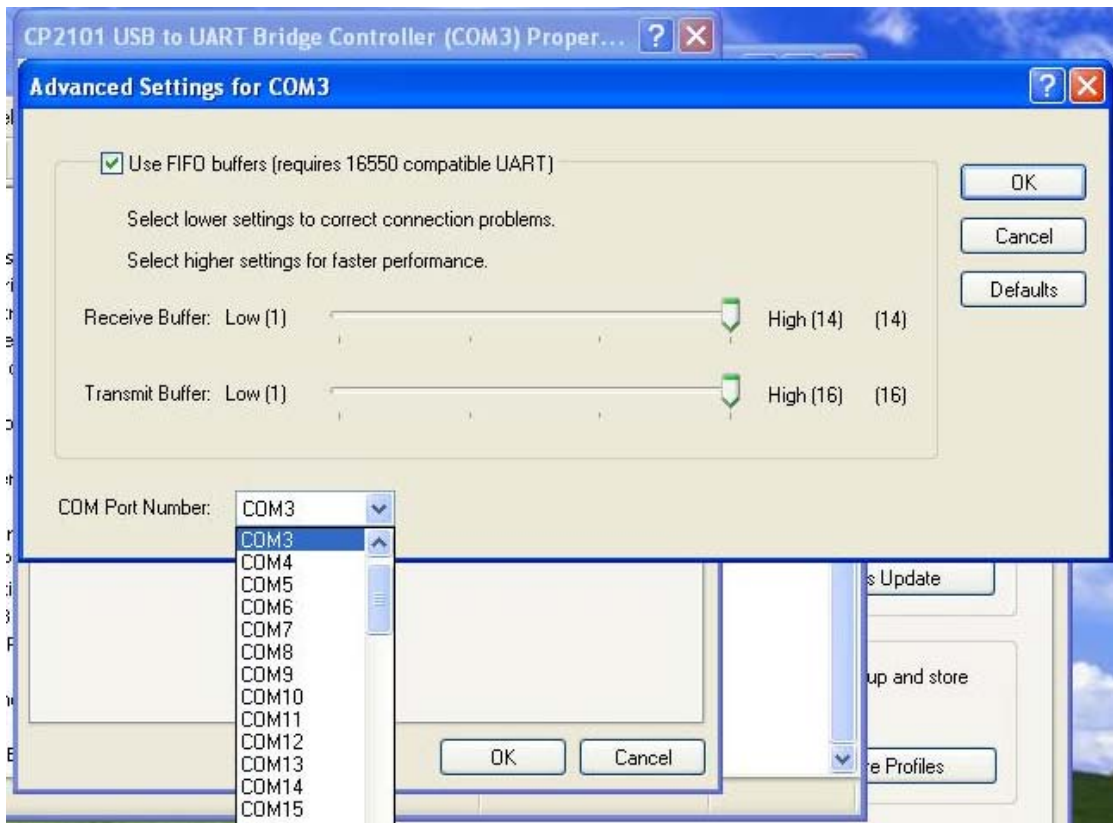 CP2101 USB to UART Bridge Controller (COM3) Proper...
Advanced Settings for COM3
Use FIFO buffers (requires 16550 compatible UART)
OK
Select lower settings to correct connection problems.
Cancel
Select higher settings for faster performance.
Defaults
Receive Buffer: Low (1) High (14) (14)
Transmit Buffer: Low (1) High (16) (16)
COM Port Number: COM3
COM3
COM4
COM5
s Update
COM6
COM7
COM8
COM9
up and store
COM10
COM11
COM12
OK Cancel
COM13
re Profiles
COM14
COM15